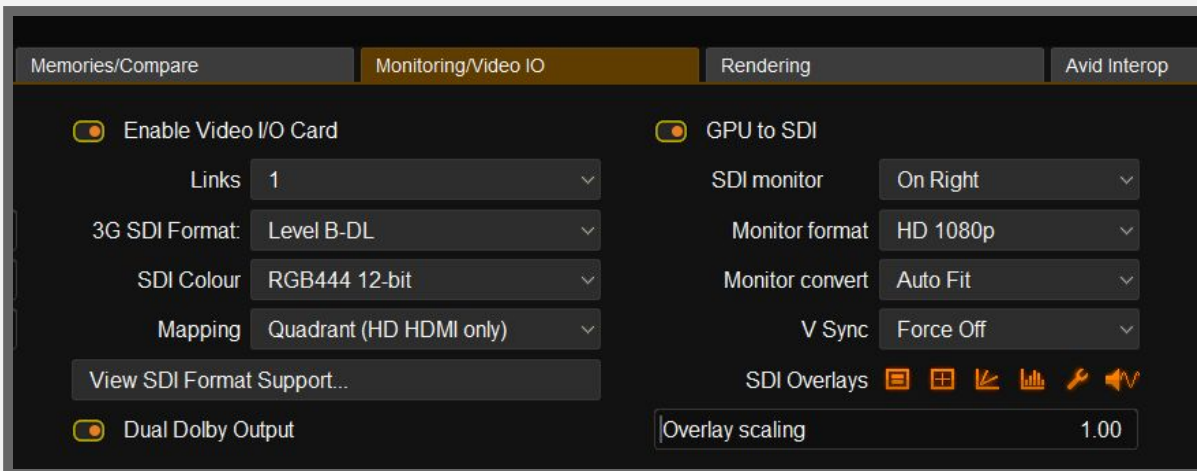 Memories/Compare
Monitoring/Video IO
Rendering
Avid Interop
Enable Video I/O Card
Links 1
3G SDI Format: Level B-DL
SDI Colour RGB444 12-bit
Mapping Quadrant (HD HDMI only)
View SDI Format Support...
Dual Dolby Output
GPU to SDI
SDI monitor On Right
Monitor format HD 1080p
Monitor convert Auto Fit
V Sync Force Off
SDI Overlays
Overlay scaling 1.00